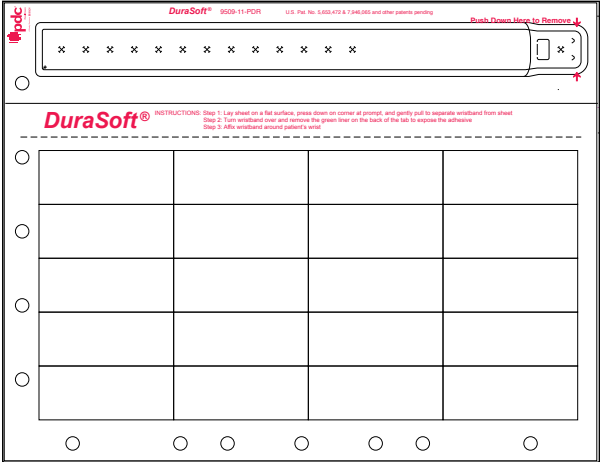 pdc
DuraSoft® 9509-11-PDR U.S. Pat. No. 5,653,472 & 7,946,065 and other patents pending
Push Down Here to Remove
DuraSoft®
INSTRUCTIONS: Step 1: Lay sheet on a flat surface, press down on corner at prompt, and gently pull to separate wristband from sheet
Step 2: Turn wristband over and remove the green liner on the back of the tab to expose the adhesive
Step 3: Affix wristband around patient's wrist